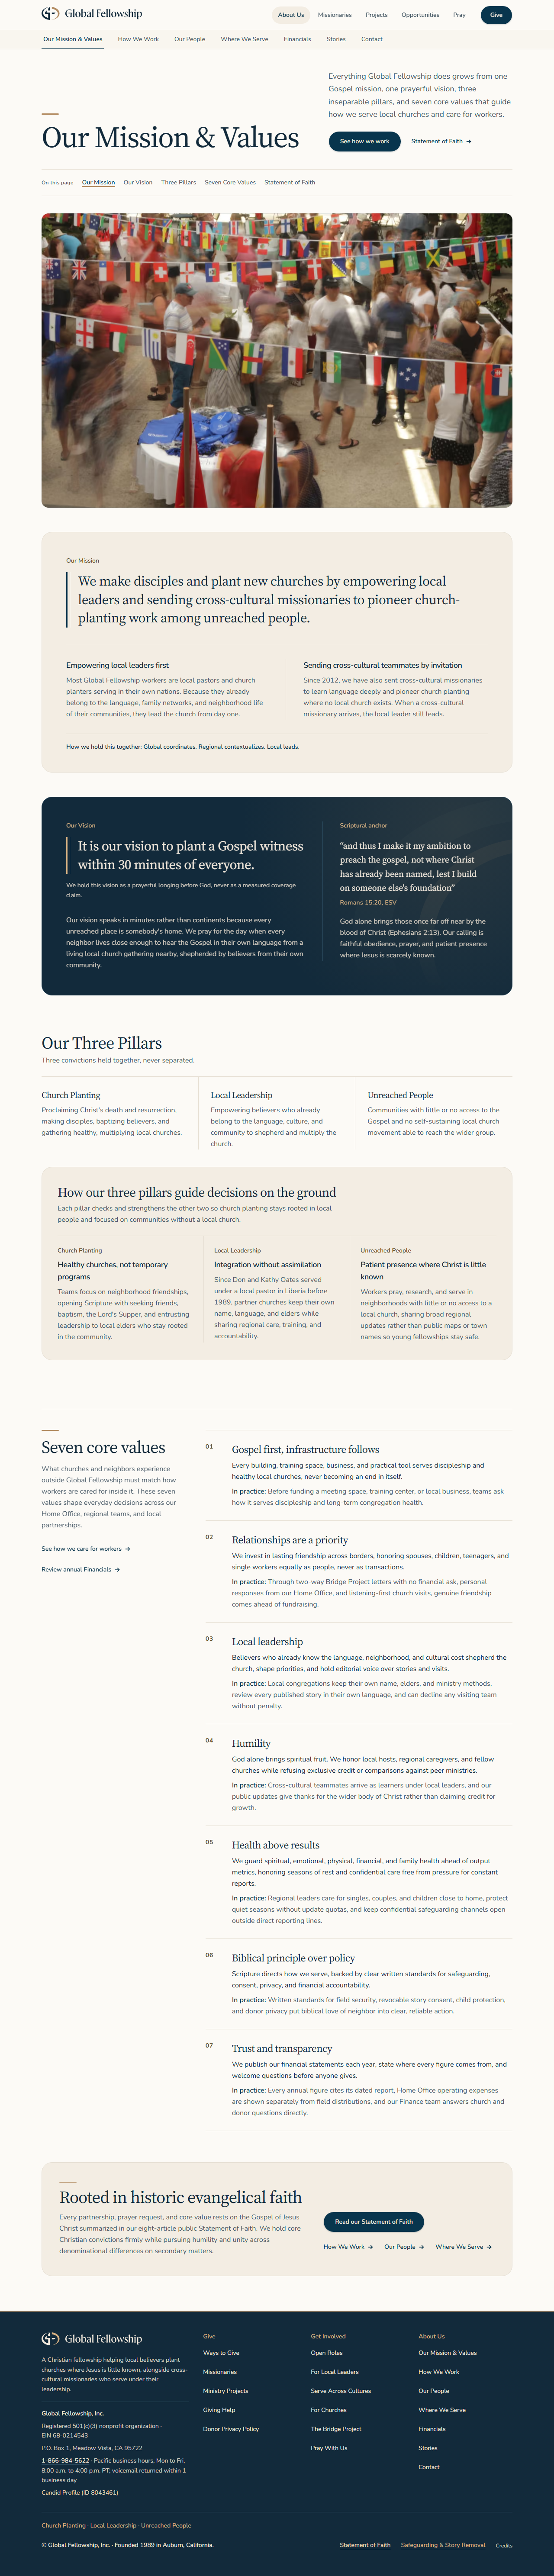 Global Fellowship
About Us
Missionaries
Projects
Opportunities
Pray
Give
Our Mission & Values
How We Work
Our People
Where We Serve
Financials
Stories
Contact
Our Mission & Values
Everything Global Fellowship does grows from one
Gospel mission, one prayerful vision, three
inseparable pillars, and seven core values that guide
how we serve local churches and care for workers.
See how we work
Statement of Faith →
On this page
Our Mission
Our Vision
Three Pillars
Seven Core Values
Statement of Faith
Our Mission
We make disciples and plant new churches by empowering local
leaders and sending cross-cultural missionaries to pioneer church-
planting work among unreached people.
Empowering local leaders first
Most Global Fellowship workers are local pastors and church
planters serving in their own nations. Because they already
belong to the language, family networks, and neighborhood life
of their communities, they lead the church from day one.
Sending cross-cultural teammates by invitation
Since 2012, we have also sent cross-cultural missionaries
to learn language deeply and pioneer church planting
where no local church exists. When a cross-cultural
missionary arrives, the local leader still leads.
How we hold this together: Global coordinates. Regional contextualizes. Local leads.
Our Vision
It is our vision to plant a Gospel witness
within 30 minutes of everyone.
We hold this vision as a prayerful longing before God, never as a measured coverage
claim.
Our vision speaks in minutes rather than continents because every
unreached place is somebody's home. We pray for the day when every
neighbor lives close enough to hear the Gospel in their own language from a
living local church gathering nearby, shepherded by believers from their own
community.
Scriptural anchor
“and thus I make it my ambition to
preach the gospel, not where Christ
has already been named, lest I build
on someone else's foundation”
Romans 15:20, ESV
God alone brings those once far off near by the
blood of Christ (Ephesians 2:13). Our calling is
faithful obedience, prayer, and patient presence
where Jesus is scarcely known.
Our Three Pillars
Three convictions held together, never separated.
Church Planting
Proclaiming Christ's death and resurrection,
making disciples, baptizing believers, and
gathering healthy, multiplying local churches.
Local Leadership
Empowering believers who already
belong to the language, culture, and
community to shepherd and multiply the
church.
Unreached People
Communities with little or no access to the
Gospel and no self-sustaining local church
movement able to reach the wider group.
How our three pillars guide decisions on the ground
Each pillar checks and strengthens the other two so church planting stays rooted in local
people and focused on communities without a local church.
Church Planting
Healthy churches, not temporary
programs
Teams focus on neighborhood friendships,
opening Scripture with seeking friends,
baptism, the Lord's Supper, and entrusting
leadership to local elders who stay rooted
in the community.
Local Leadership
Integration without assimilation
Since Don and Kathy Oates served
under a local pastor in Liberia before
1989, partner churches keep their own
name, language, and elders while
sharing regional care, training, and
accountability.
Unreached People
Patient presence where Christ is little
known
Workers pray, research, and serve in
neighborhoods with little or no access to a
local church, sharing broad regional
updates rather than public maps or town
names so young fellowships stay safe.
Seven core values
What churches and neighbors experience
outside Global Fellowship must match how
workers are cared for inside it. These seven
values shape everyday decisions across our
Home Office, regional teams, and local
partnerships.
See how we care for workers →
Review annual Financials →
01
Gospel first, infrastructure follows
Every building, training space, business, and practical tool serves discipleship and
healthy local churches, never becoming an end in itself.
In practice: Before funding a meeting space, training center, or local business, teams ask
how it serves discipleship and long-term congregation health.
02
Relationships are a priority
We invest in lasting friendship across borders, honoring spouses, children, teenagers, and
single workers equally as people, never as transactions.
In practice: Through two-way Bridge Project letters with no financial ask, personal
responses from our Home Office, and listening-first church visits, genuine friendship
comes ahead of fundraising.
03
Local leadership
Believers who already know the language, neighborhood, and cultural cost shepherd the
church, shape priorities, and hold editorial voice over stories and visits.
In practice: Local congregations keep their own name, elders, and ministry methods,
review every published story in their own language, and can decline any visiting team
without penalty.
04
Humility
God alone brings spiritual fruit. We honor local hosts, regional caregivers, and fellow
churches while refusing exclusive credit or comparisons against peer ministries.
In practice: Cross-cultural teammates arrive as learners under local leaders, and our
public updates give thanks for the wider body of Christ rather than claiming credit for
growth.
05
Health above results
We guard spiritual, emotional, physical, financial, and family health ahead of output
metrics, honoring seasons of rest and confidential care free from pressure for constant
reports.
In practice: Regional leaders care for singles, couples, and children close to home, protect
quiet seasons without update quotas, and keep confidential safeguarding channels open
outside direct reporting lines.
06
Biblical principle over policy
Scripture directs how we serve, backed by clear written standards for safeguarding,
consent, privacy, and financial accountability.
In practice: Written standards for field security, revocable story consent, child protection,
and donor privacy put biblical love of neighbor into clear, reliable action.
07
Trust and transparency
We publish our financial statements each year, state where every figure comes from, and
welcome questions before anyone gives.
In practice: Every annual figure cites its dated report, Home Office operating expenses
are shown separately from field distributions, and our Finance team answers church and
donor questions directly.
Rooted in historic evangelical faith
Every partnership, prayer request, and core value rests on the Gospel of Jesus
Christ summarized in our eight-article public Statement of Faith. We hold core
Christian convictions firmly while pursuing humility and unity across
denominational differences on secondary matters.
Read our Statement of Faith
How We Work →
Our People →
Where We Serve →
Global Fellowship
A Christian fellowship helping local believers plant
churches where Jesus is little known, alongside cross-
cultural missionaries who serve under their
leadership.
Global Fellowship, Inc.
Registered 501(c)(3) nonprofit organization ·
EIN 68-0214543
P.O. Box 1, Meadow Vista, CA 95722
1-866-984-5622 · Pacific business hours, Mon to Fri,
8:00 a.m. to 4:00 p.m. PT; voicemail returned within 1
business day
Candid Profile (ID 8043461)
Give
Ways to Give
Missionaries
Ministry Projects
Giving Help
Donor Privacy Policy
Get Involved
Open Roles
For Local Leaders
Serve Across Cultures
For Churches
The Bridge Project
Pray With Us
About Us
Our Mission & Values
How We Work
Our People
Where We Serve
Financials
Stories
Contact
Church Planting · Local Leadership · Unreached People
© Global Fellowship, Inc. · Founded 1989 in Auburn, California.
Statement of Faith
Safeguarding & Story Removal
Credits